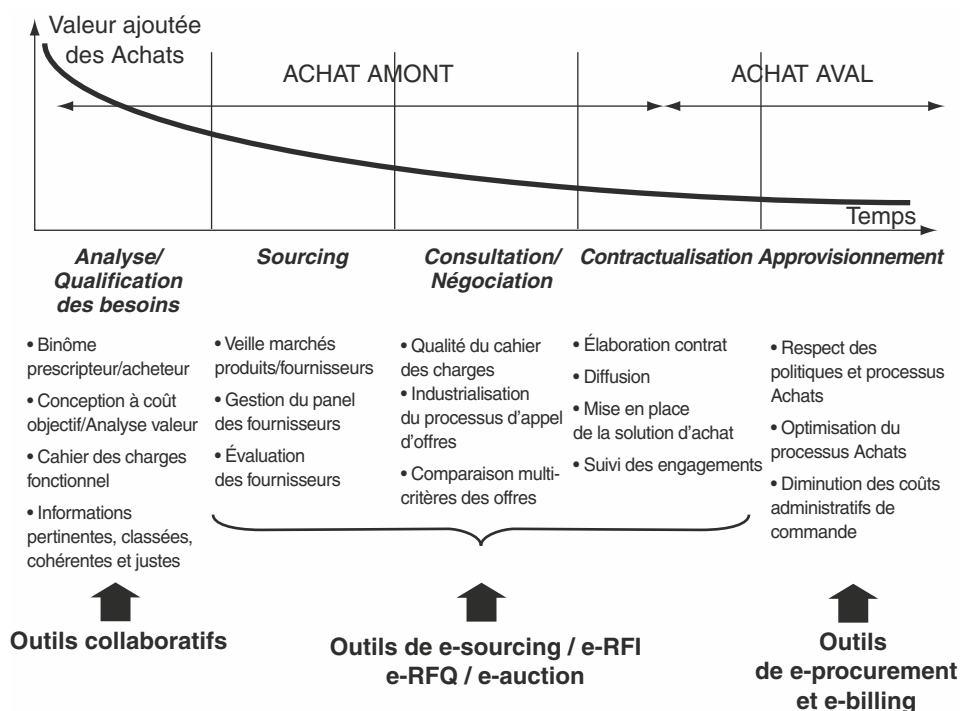 Valeur ajoutée
des Achats
ACHAT AMONT
ACHAT AVAL
Temps
Analyse/
Qualification
des besoins
Sourcing
Consultation/
Négociation
Contractualisation
Approvisionnement
• Binôme
prescripteur/acheteur
• Conception à coût
objectif/Analyse valeur
• Cahier des charges
fonctionnel
• Informations
pertinentes, classées,
cohérentes et justes
• Veille marchés
produits/fournisseurs
• Gestion du panel
des fournisseurs
• Évaluation
des fournisseurs
• Qualité du cahier
des charges
• Industrialisation
du processus d’appel
d’offres
• Comparaison multi-
critères des offres
• Élaboration contrat
• Diffusion
• Mise en place
de la solution d’achat
• Suivi des engagements
• Respect des
politiques et processus
Achats
• Optimisation du
processus Achats
• Diminution des coûts
administratifs de
commande
Outils collaboratifs
Outils de e-sourcing / e-RFI
e-RFQ / e-auction
Outils
de e-procurement
et e-billing